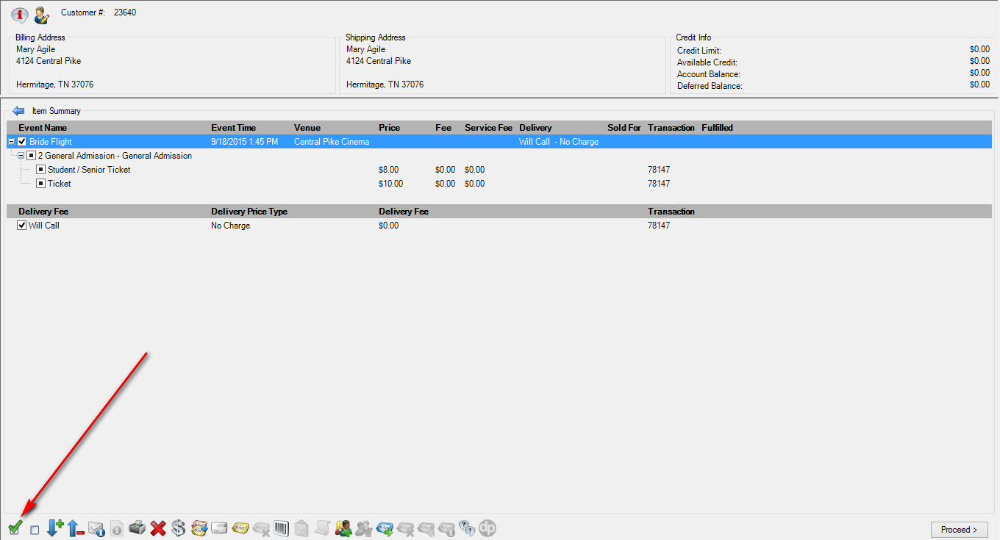 Customer #: 23640
Billing Address
Mary Agile
4124 Central Pike
Hermitage, TN 37076
Shipping Address
Mary Agile
4124 Central Pike
Hermitage, TN 37076
Credit Info
Credit Limit: $0.00
Available Credit: $0.00
Account Balance: $0.00
Deferred Balance: $0.00
Item Summary
Event Name Event Time Venue Price Fee Service Fee Delivery Sold For Transaction Fulfilled
Bride Flight 9/18/2015 1:45 PM Central Pike Cinema Will Call - No Charge
2 General Admission - General Admission
Student / Senior Ticket $8.00 $0.00 $0.00 78147
Ticket $10.00 $0.00 $0.00 78147
Delivery Fee Delivery Price Type Delivery Fee Transaction
Will Call No Charge $0.00 78147
dp
Proceed >